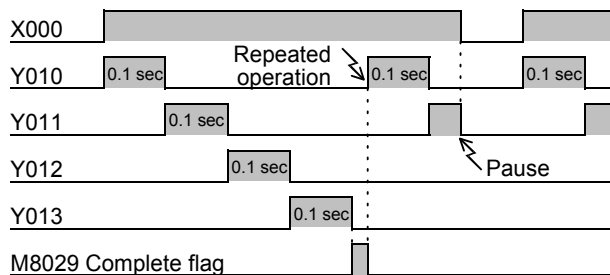 X000
Repeated
operation
Y010
0.1 sec
0.1 sec
0.1 sec
Y011
0.1 sec
Pause
Y012
0.1 sec
Y013
0.1 sec
M8029 Complete flag